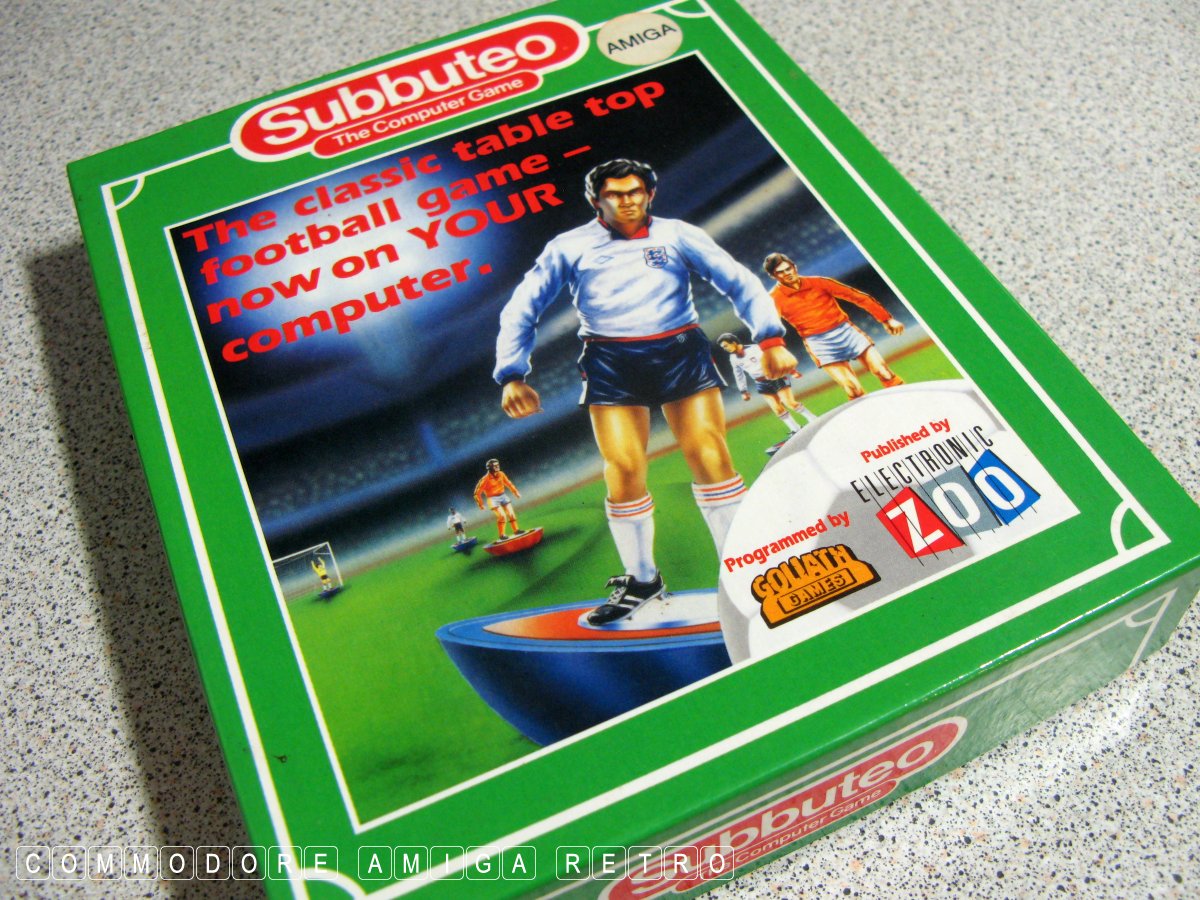 Subbuteo
The Computer Game
AMIGA
The classic table top
football game –
now on YOUR
computer.
Published by
ELECTRONIC
ZOO
Programmed by
GOLIATH
GAMES
Subbuteo
The Computer Game
COMMODORE AMIGA RETRO